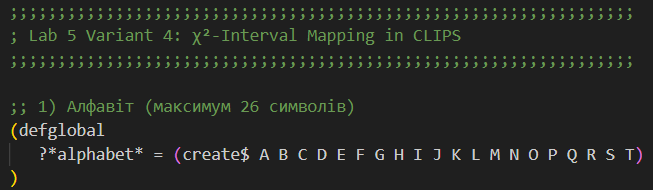 ;;;;;;;;;;;;;;;;;;;;;;;;;;;;;;;;;;;;;;;;;;;;;;;;;;;;;;;;;;;;;;;;;
; Lab 5 Variant 4: χ²-Interval Mapping in CLIPS
;;;;;;;;;;;;;;;;;;;;;;;;;;;;;;;;;;;;;;;;;;;;;;;;;;;;;;;;;;;;;;;;;
;; 1) Алфавіт (максимум 26 символів)
(defglobal
?*alphabet* = (create$ A B C D E F G H I J K L M N O P Q R S T)
)